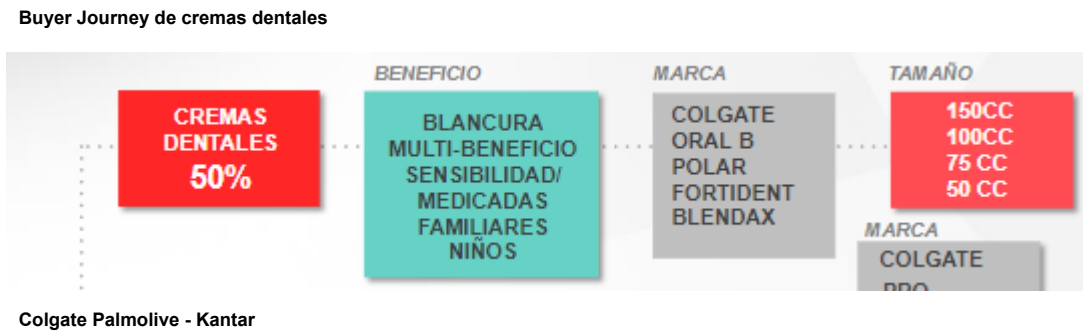 Buyer Journey de cremas dentales
BENEFICIO
MARCA
TAMAÑO
CREMAS
DENTALES
50%
BLANCURA
MULTI-BENEFICIO
SENSIBILIDAD/
MEDICADAS
FAMILIARES
NIÑOS
COLGATE
ORAL B
POLAR
FORTIDENT
BLENDAX
150CC
100CC
75 CC
50 CC
MARCA
COLGATE
Colgate Palmolive - Kantar